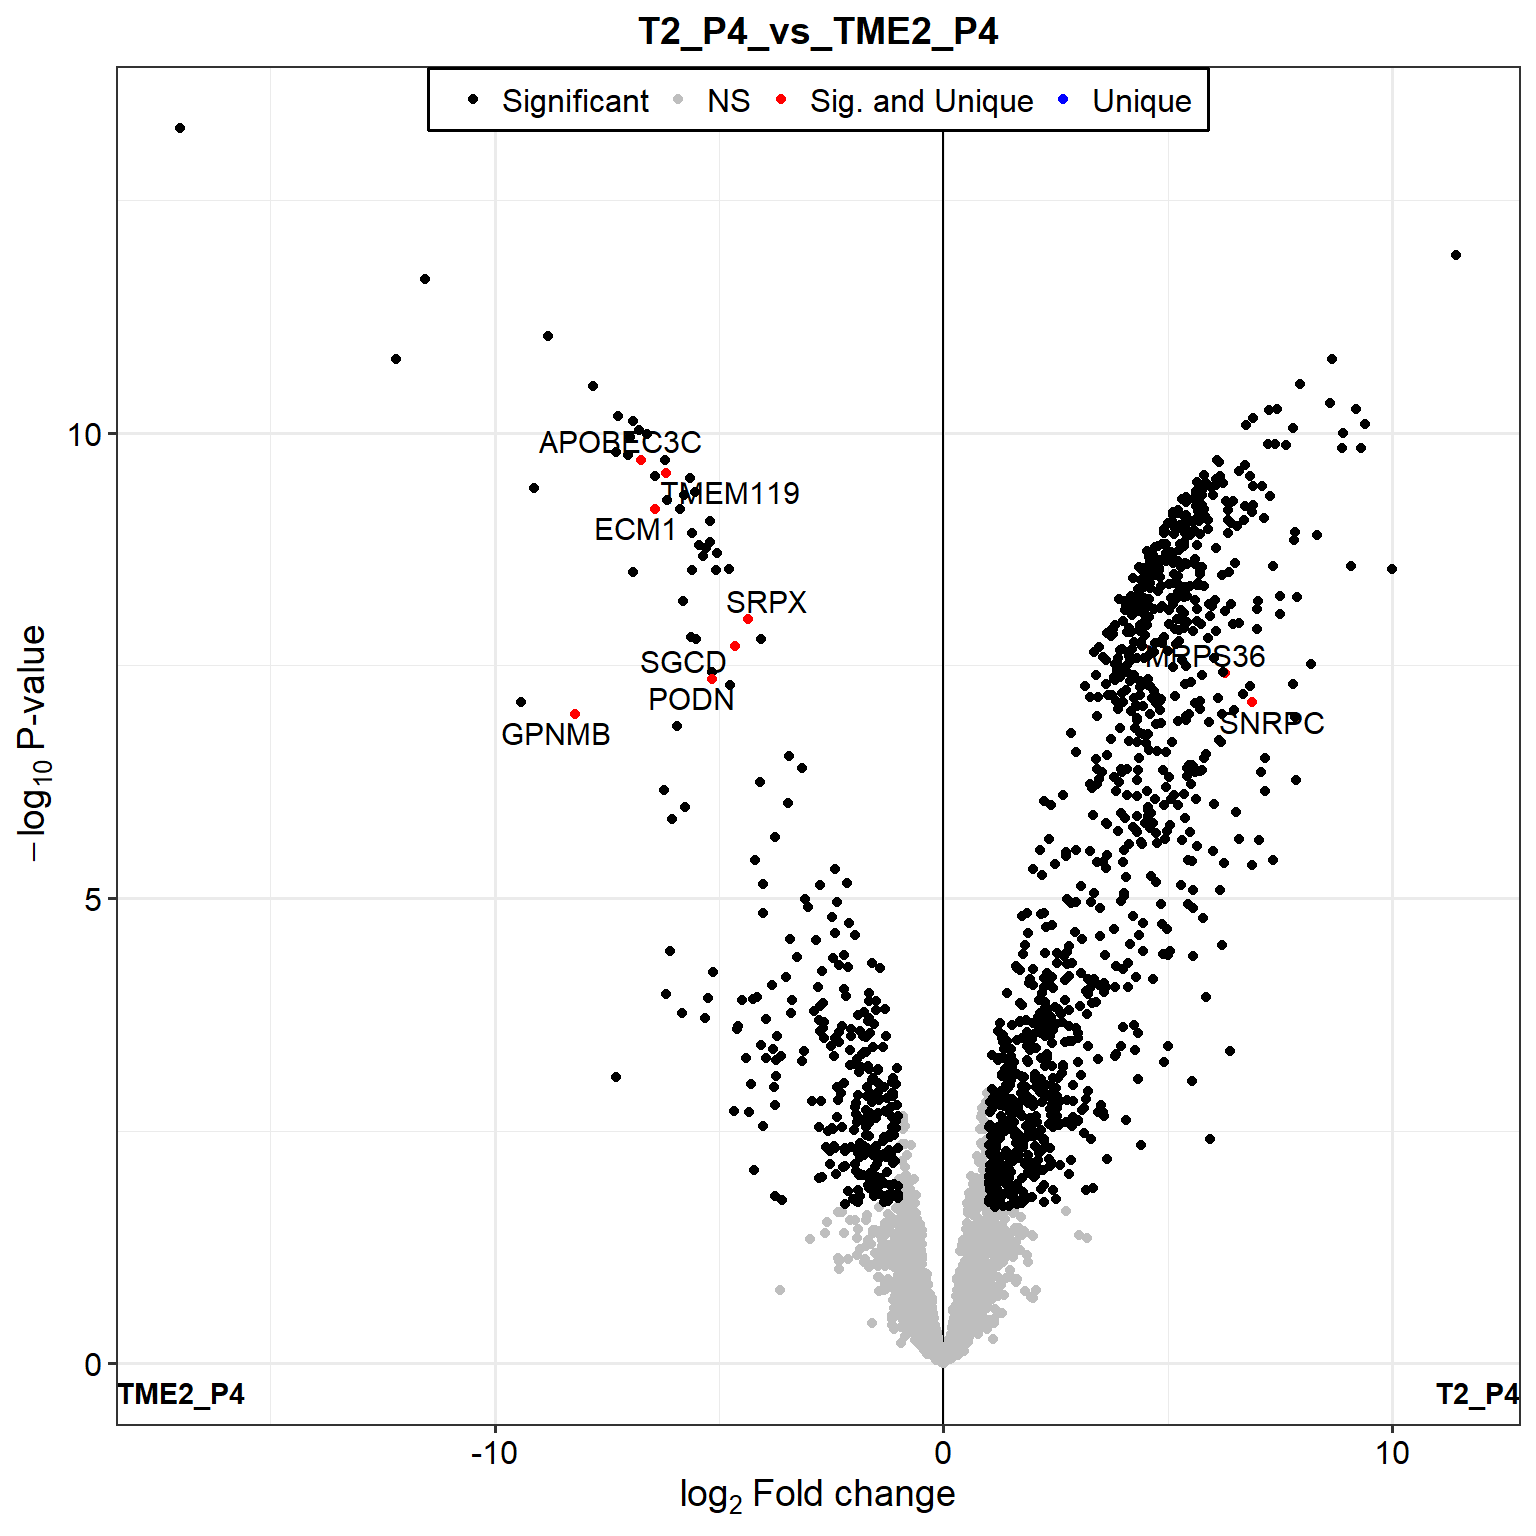 T2_P4_vs_TME2_P4
Significant NS Sig. and Unique Unique
APOBEC3C
TMEM119
ECM1
SRPX
SGCD
MRPS36
PODN
SNRPC
GPNMB
10
5
0
−log10 P-value
TME2_P4 T2_P4
-10 0 10
log2 Fold change